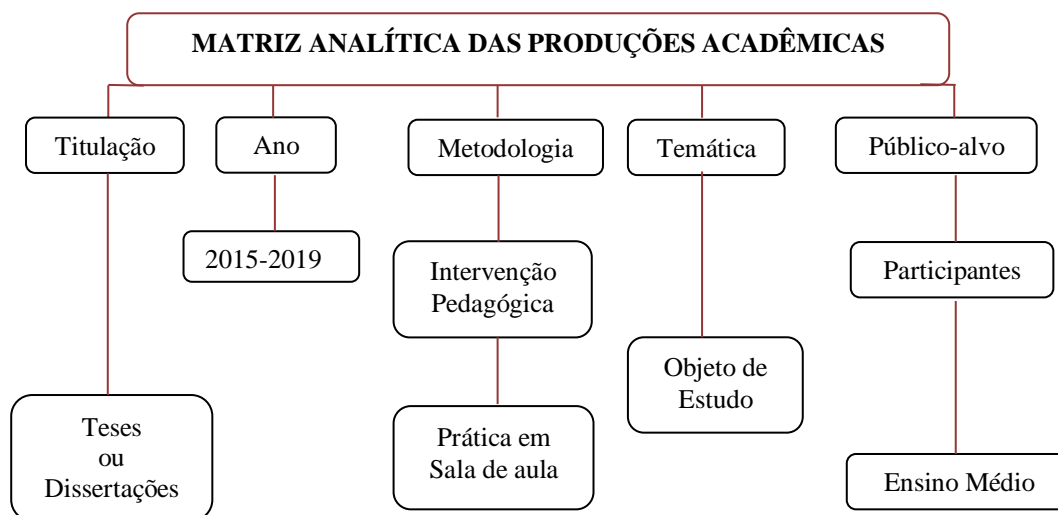 MATRIZ ANALÍTICA DAS PRODUÇÕES ACADÊMICAS
Titulação
Ano
Metodologia
Temática
Público-alvo
2015-2019
Intervenção
Pedagógica
Participantes
Objeto de
Estudo
Teses
ou
Dissertações
Prática em
Sala de aula
Ensino Médio